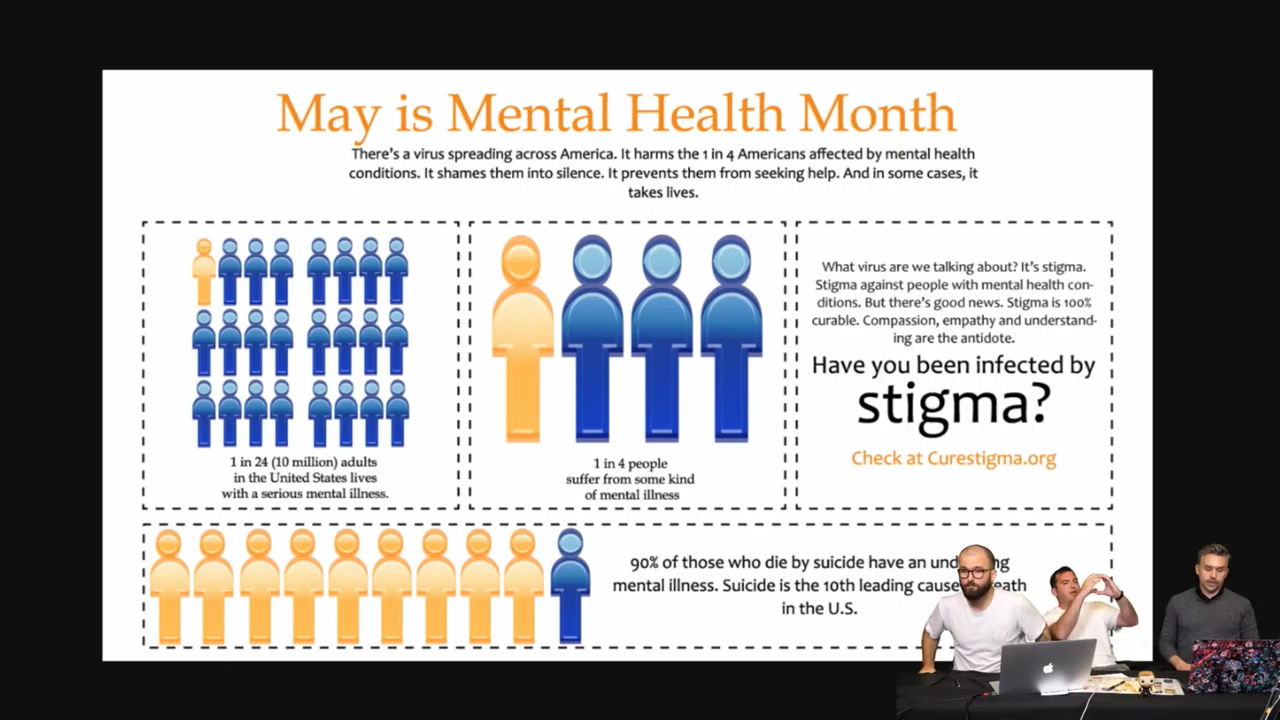 May is Mental Health Month
There's a virus spreading across America. It harms the 1 in 4 Americans affected by mental health
conditions. It shames them into silence. It prevents them from seeking help. And in some cases, it
takes lives.
1 in 24 (10 million) adults
in the United States lives
with a serious mental illness.
1 in 4 people
suffer from some kind
of mental illness
What virus are we talking about? It's stigma.
Stigma against people with mental health con-
ditions. But there's good news. Stigma is 100%
curable. Compassion, empathy and understand-
ing are the antidote.
Have you been infected by
stigma?
Check at Curestigma.org
90% of those who die by suicide have an
mental illness. Suicide is the 10th leading cause
in the U.S.